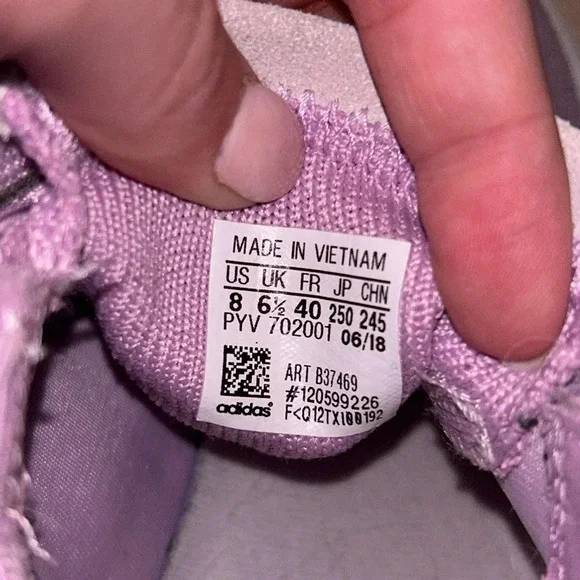 MADE IN VIETNAM
US UK FR JP CHN
8 6½ 40 250 245
PYV 702001 06/18
ART B37469
#120599226
adidas® F<Q12TX100192